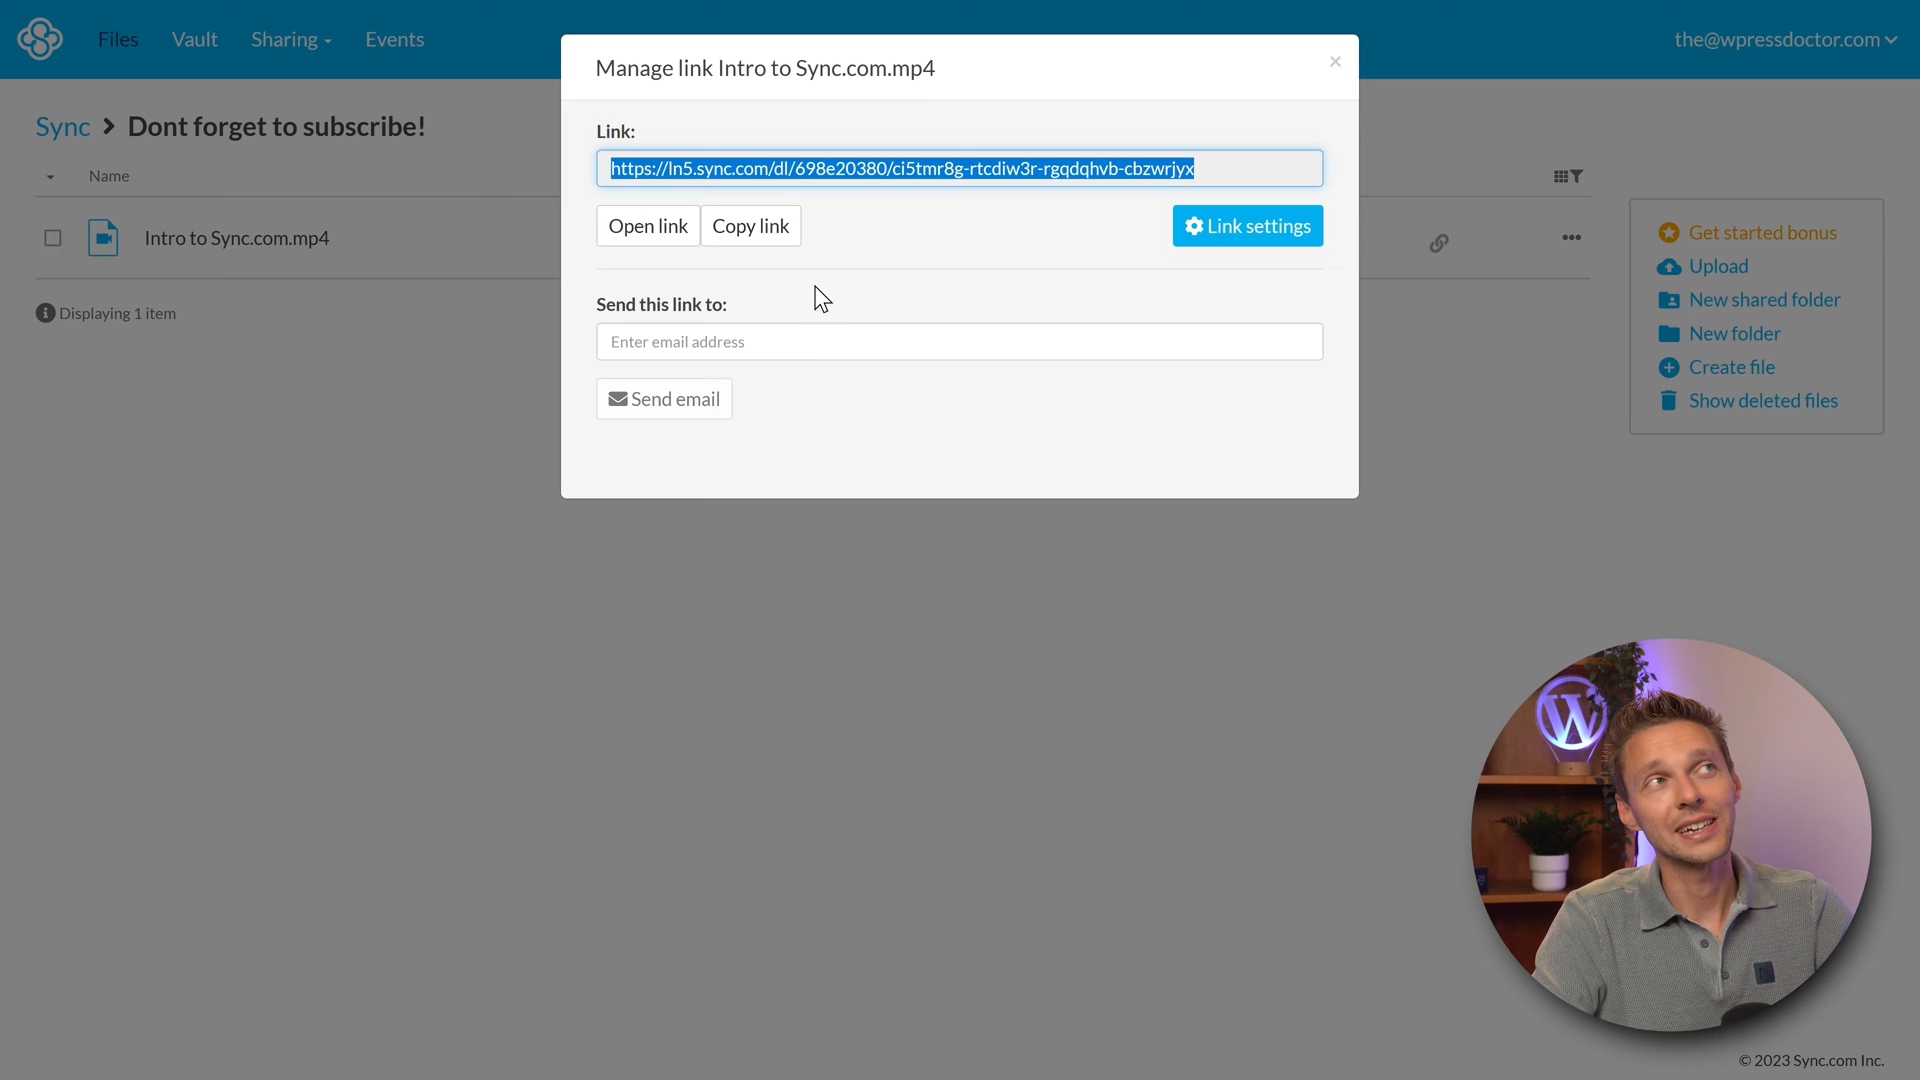 Files Vault Sharing Events the@wpressdoctor.com
Manage link Intro to Sync.com.mp4
×
Sync > Dont forget to subscribe!
Name
Intro to Sync.com.mp4
Displaying 1 item
Link:
https://ln5.sync.com/dl/698e20380/ci5tmr8g-rtcdiw3r-rgqdqhvb-cbzwrjyx
Open link Copy link Link settings
Send this link to:
Enter email address
Send email
Get started bonus
Upload
New shared folder
New folder
Create file
Show deleted files
W
© 2023 Sync.com Inc.